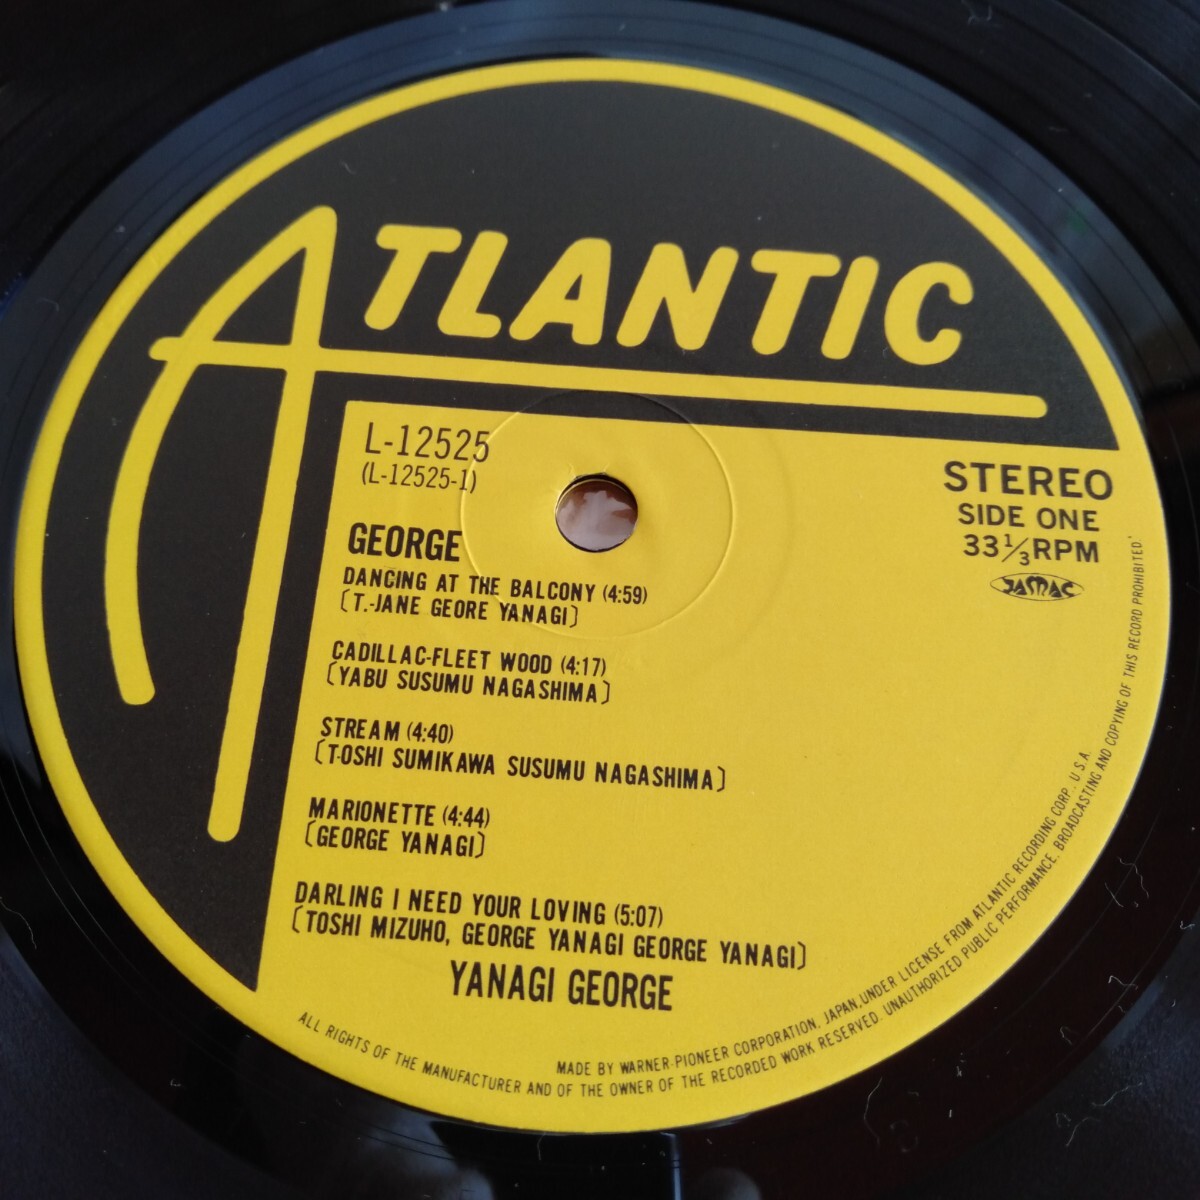 ATLANTIC
L-12525
(L-12525-1)
STEREO
SIDE ONE
33 1/3 RPM
JASRAC
GEORGE
DANCING AT THE BALCONY (4:59)
(T.-JANE GEORE YANAGI)
CADILLAC-FLEET WOOD (4:17)
(YABU SUSUMU NAGASHIMA)
STREAM (4:40)
(T-OSHI SUMIKAWA SUSUMU NAGASHIMA)
MARIONETTE (4:44)
(GEORGE YANAGI)
DARLING I NEED YOUR LOVING (5:07)
(TOSHI MIZUHO, GEORGE YANAGI GEORGE YANAGI)
YANAGI GEORGE
MADE BY WARNER-PIONEER CORPORATION, JAPAN, UNDER LICENSE FROM ATLANTIC RECORDING CORP., U.S.A.
ALL RIGHTS OF THE MANUFACTURER AND OF THE OWNER OF THE RECORDED WORK RESERVED. UNAUTHORIZED PUBLIC PERFORMANCE, BROADCASTING AND COPYING OF THIS RECORD PROHIBITED.